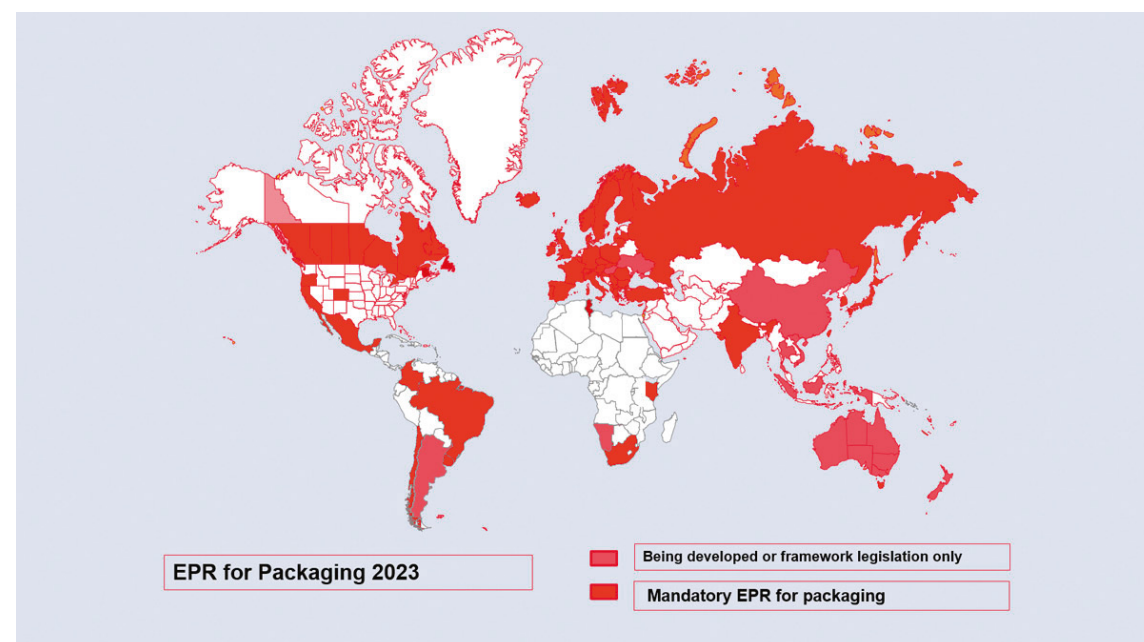 EPR for Packaging 2023
Being developed or framework legislation only
Mandatory EPR for packaging